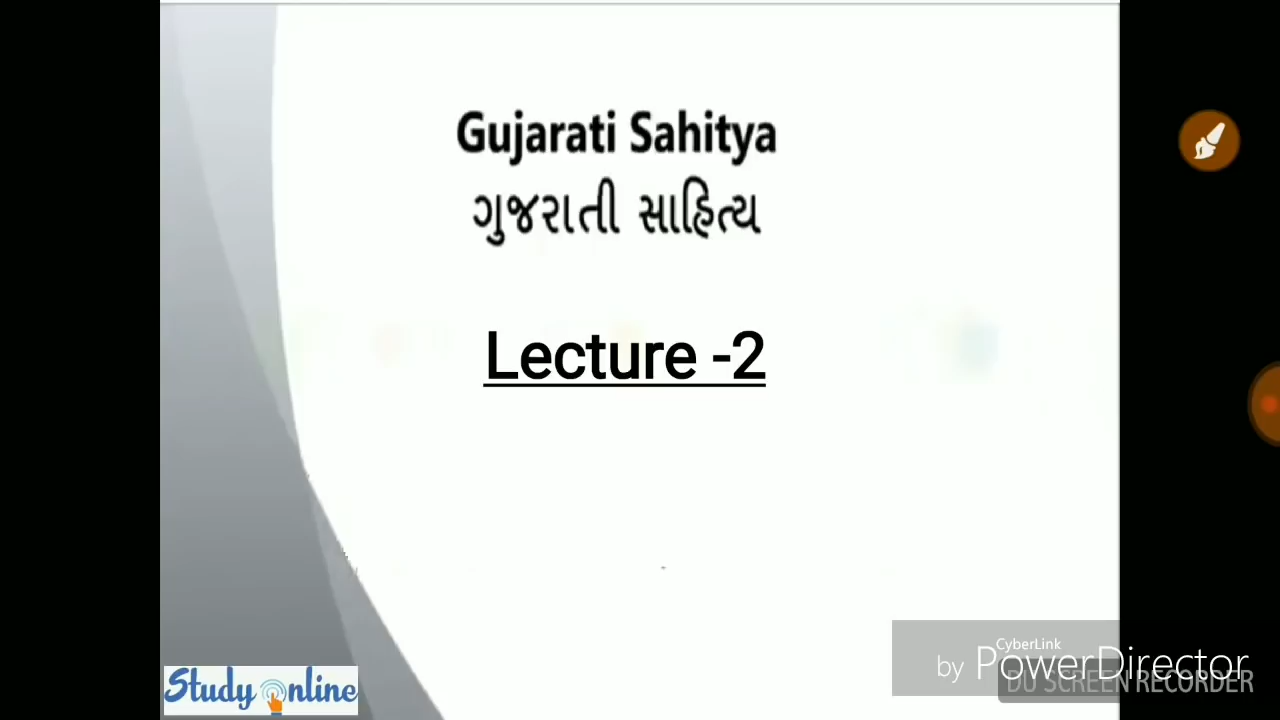 Gujarati Sahitya
ગુજરાતી સાહિત્ય
Lecture -2
Study Online
CyberLink
by PowerDirector
DU SCREEN RECORDER